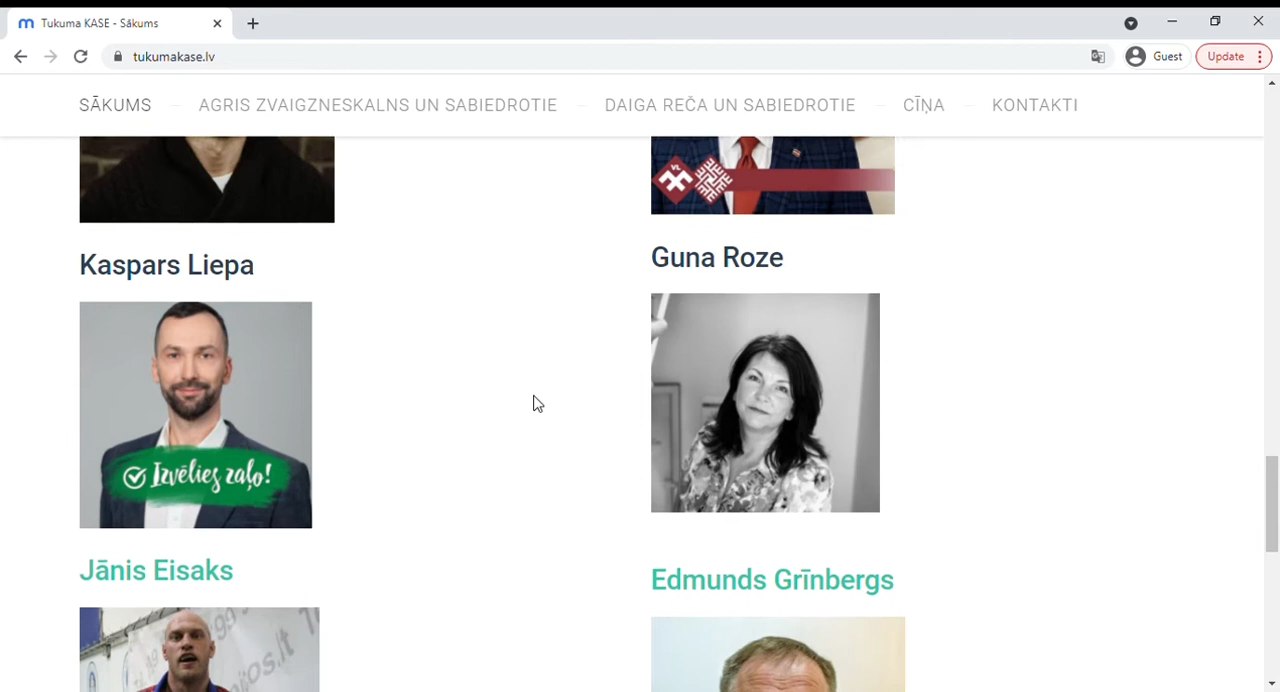 Tukuma KASE - Sākums
tukumakase.lv
Guest
Update
SĀKUMS
AGRIS ZVAIGZNESKALNS UN SABIEDROTIE
DAIGA REČA UN SABIEDROTIE
CĪŅA
KONTAKTI
Kaspars Liepa
Guna Roze
Izvēlies zaļo!
Jānis Eisaks
Edmunds Grīnbergs